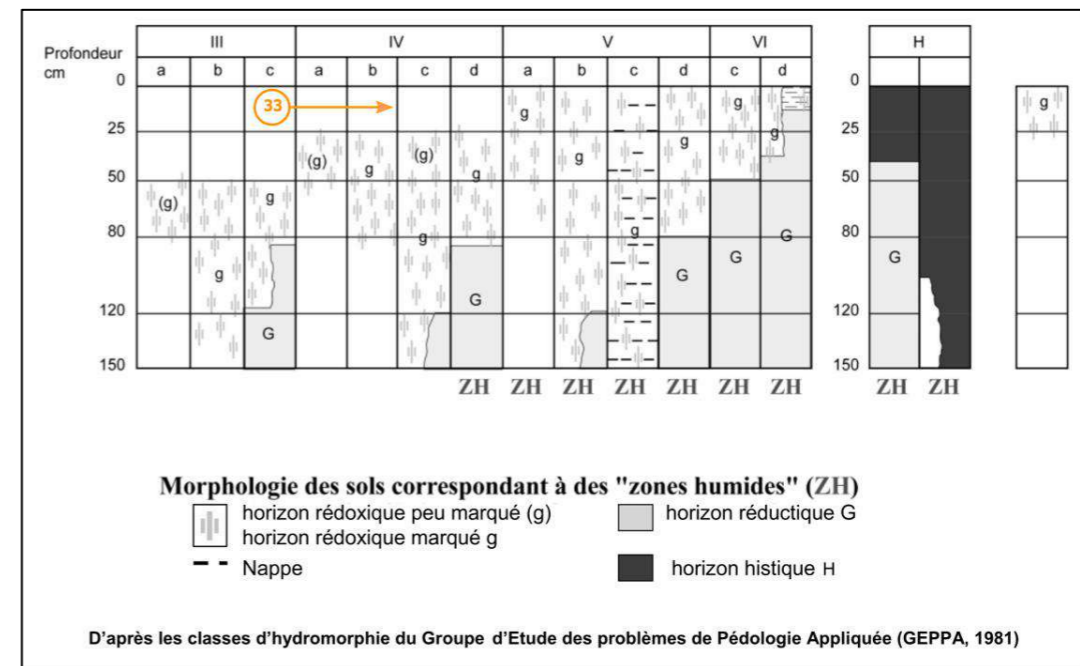 III IV V VI H
Profondeur
cm
a b c a b c d a b c d c d
0 0
33
g g g g
25 25
(g) (g) g g g
g g
50 50
(g) g
g g
80 80
g G G G
g G G
120 120
G
150 150
ZH ZH ZH ZH ZH ZH ZH ZH ZH
Morphologie des sols correspondant à des "zones humides" (ZH)
horizon rédoxique peu marqué (g) horizon réductique G
horizon rédoxique marqué g
Nappe horizon histique H
D'après les classes d'hydromorphie du Groupe d'Etude des problèmes de Pédologie Appliquée (GEPPA, 1981)